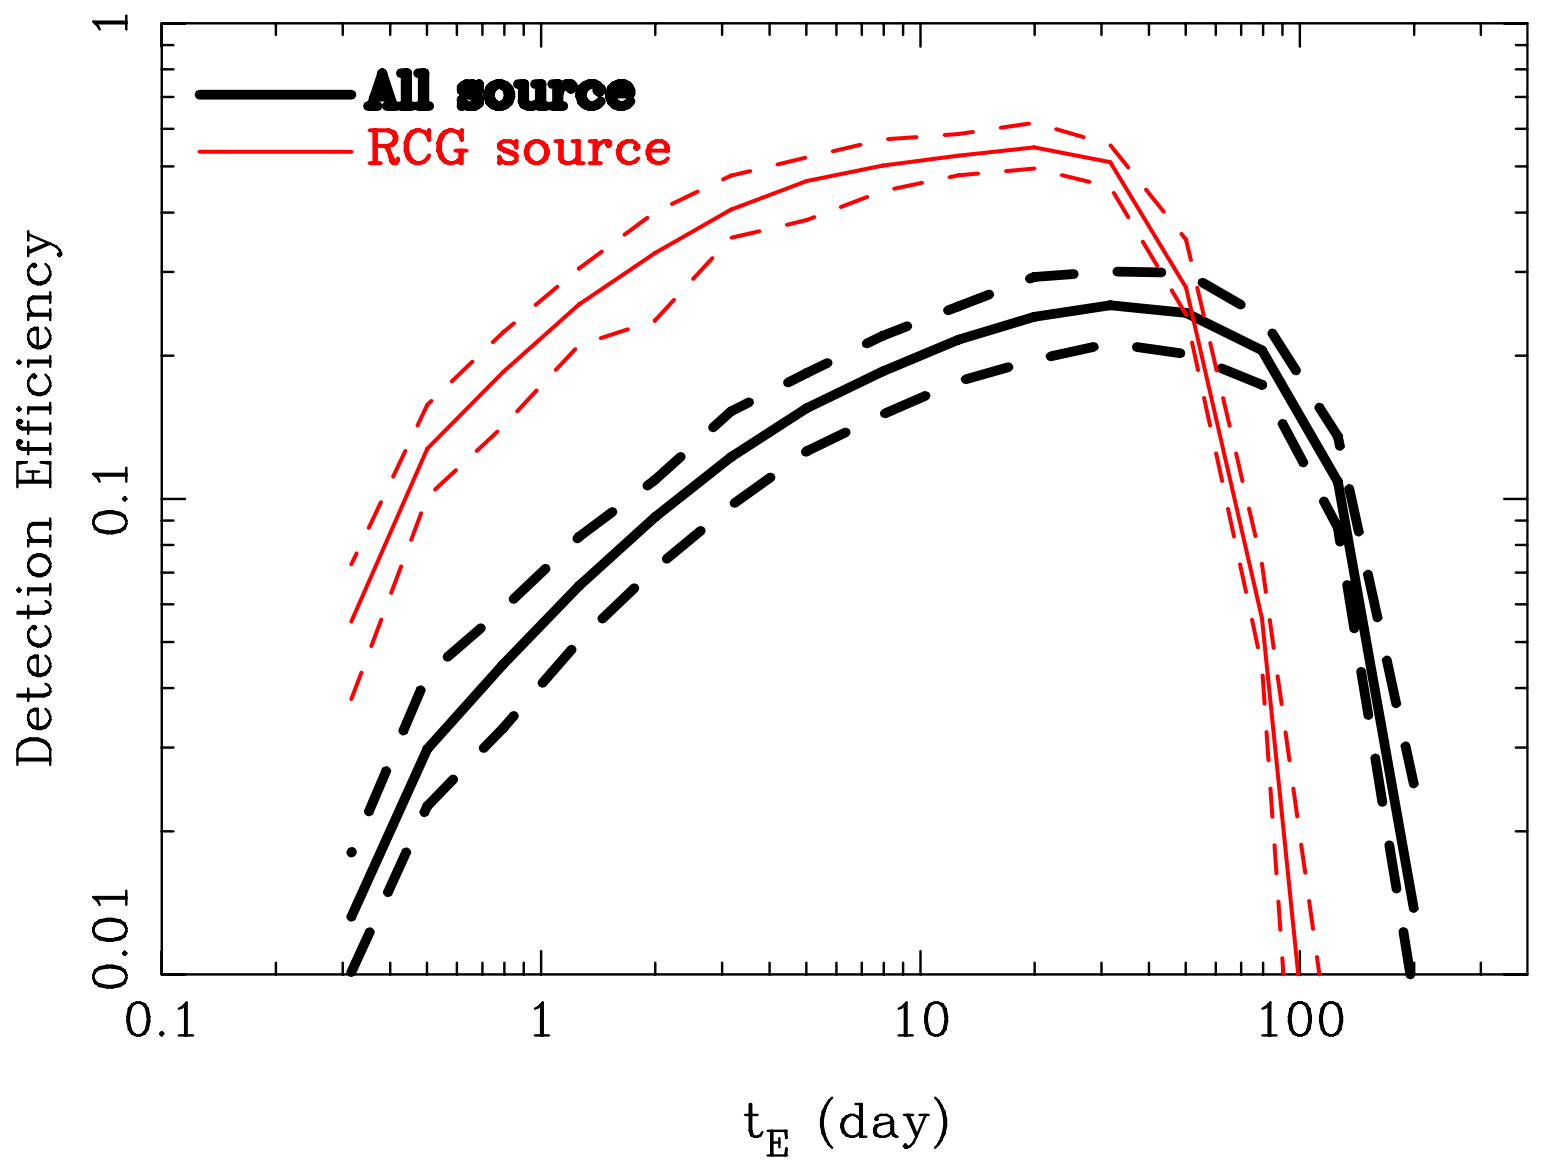 All source
RCG source
Detection Efficiency
1
0.1
0.01
0.1 1 10 100
t_E (day)